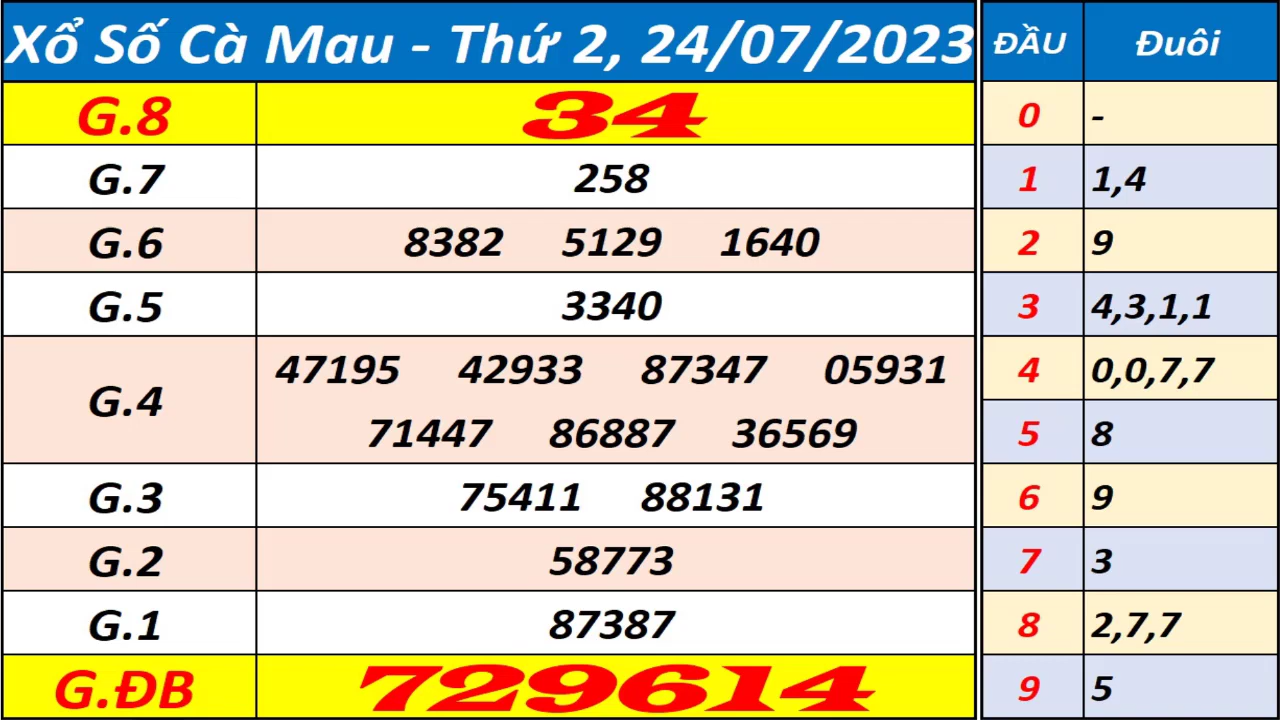 Xổ Số Cà Mau - Thứ 2, 24/07/2023 ĐẦU Đuôi
G.8 34 0 -
G.7 258 1 1,4
G.6 8382 5129 1640 2 9
G.5 3340 3 4,3,1,1
G.4 47195 42933 87347 05931 4 0,0,7,7
71447 86887 36569 5 8
G.3 75411 88131 6 9
G.2 58773 7 3
G.1 87387 8 2,7,7
G.ĐB 729614 9 5